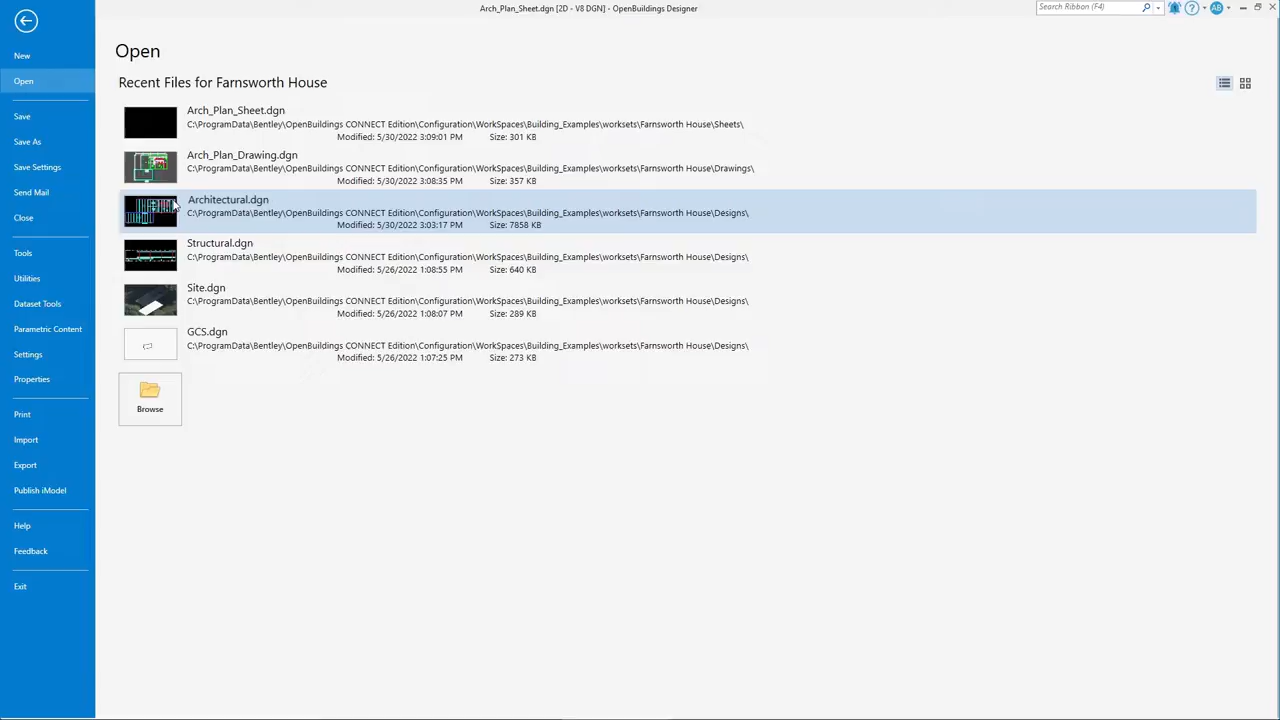 Arch_Plan_Sheet.dgn [2D - V8 DGN] - OpenBuildings Designer
Search Ribbon (F4)
AB
New
Open
Save
Save As
Save Settings
Send Mail
Close
Tools
Utilities
Dataset Tools
Parametric Content
Settings
Properties
Print
Import
Export
Publish iModel
Help
Feedback
Exit
Open
Recent Files for Farnsworth House
Arch_Plan_Sheet.dgn
C:\ProgramData\Bentley\OpenBuildings CONNECT Edition\Configuration\WorkSpaces\Building_Examples\worksets\Farnsworth House\Sheets\
Modified: 5/30/2022 3:09:01 PM Size: 301 KB
Arch_Plan_Drawing.dgn
C:\ProgramData\Bentley\OpenBuildings CONNECT Edition\Configuration\WorkSpaces\Building_Examples\worksets\Farnsworth House\Drawings\
Modified: 5/30/2022 3:08:35 PM Size: 357 KB
Architectural.dgn
C:\ProgramData\Bentley\OpenBuildings CONNECT Edition\Configuration\WorkSpaces\Building_Examples\worksets\Farnsworth House\Designs\
Modified: 5/30/2022 3:03:17 PM Size: 7858 KB
Structural.dgn
C:\ProgramData\Bentley\OpenBuildings CONNECT Edition\Configuration\WorkSpaces\Building_Examples\worksets\Farnsworth House\Designs\
Modified: 5/26/2022 1:08:55 PM Size: 640 KB
Site.dgn
C:\ProgramData\Bentley\OpenBuildings CONNECT Edition\Configuration\WorkSpaces\Building_Examples\worksets\Farnsworth House\Designs\
Modified: 5/26/2022 1:08:07 PM Size: 289 KB
GCS.dgn
C:\ProgramData\Bentley\OpenBuildings CONNECT Edition\Configuration\WorkSpaces\Building_Examples\worksets\Farnsworth House\Designs\
Modified: 5/26/2022 1:07:25 PM Size: 273 KB
Browse